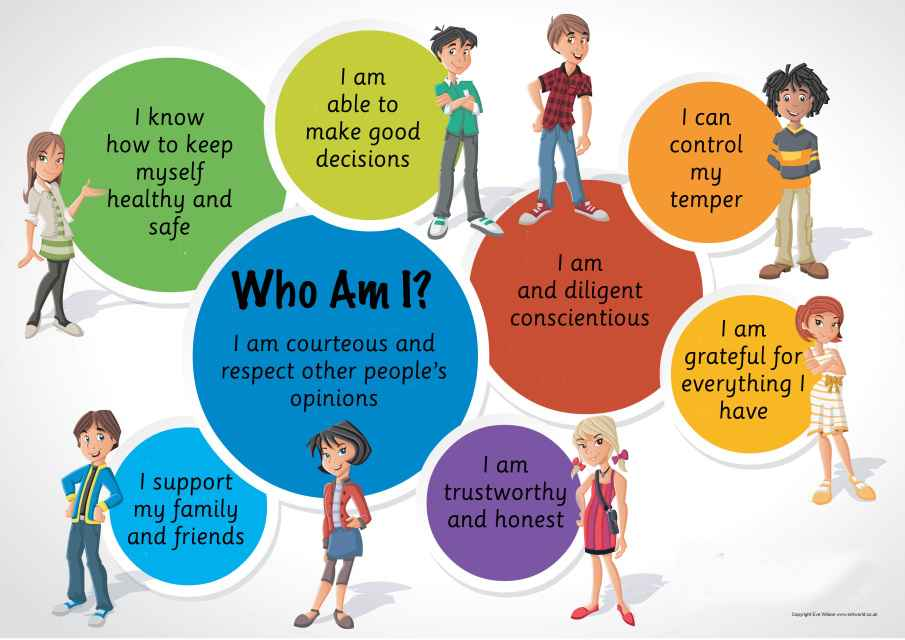 I know
how to keep
myself
healthy and
safe
I am
able to
make good
decisions
I can
control
my
temper
Who Am I?
I am courteous and
respect other people's
opinions
I am
and diligent
conscientious
I am
grateful for
everything I
have
I support
my family
and friends
I am
trustworthy
and honest